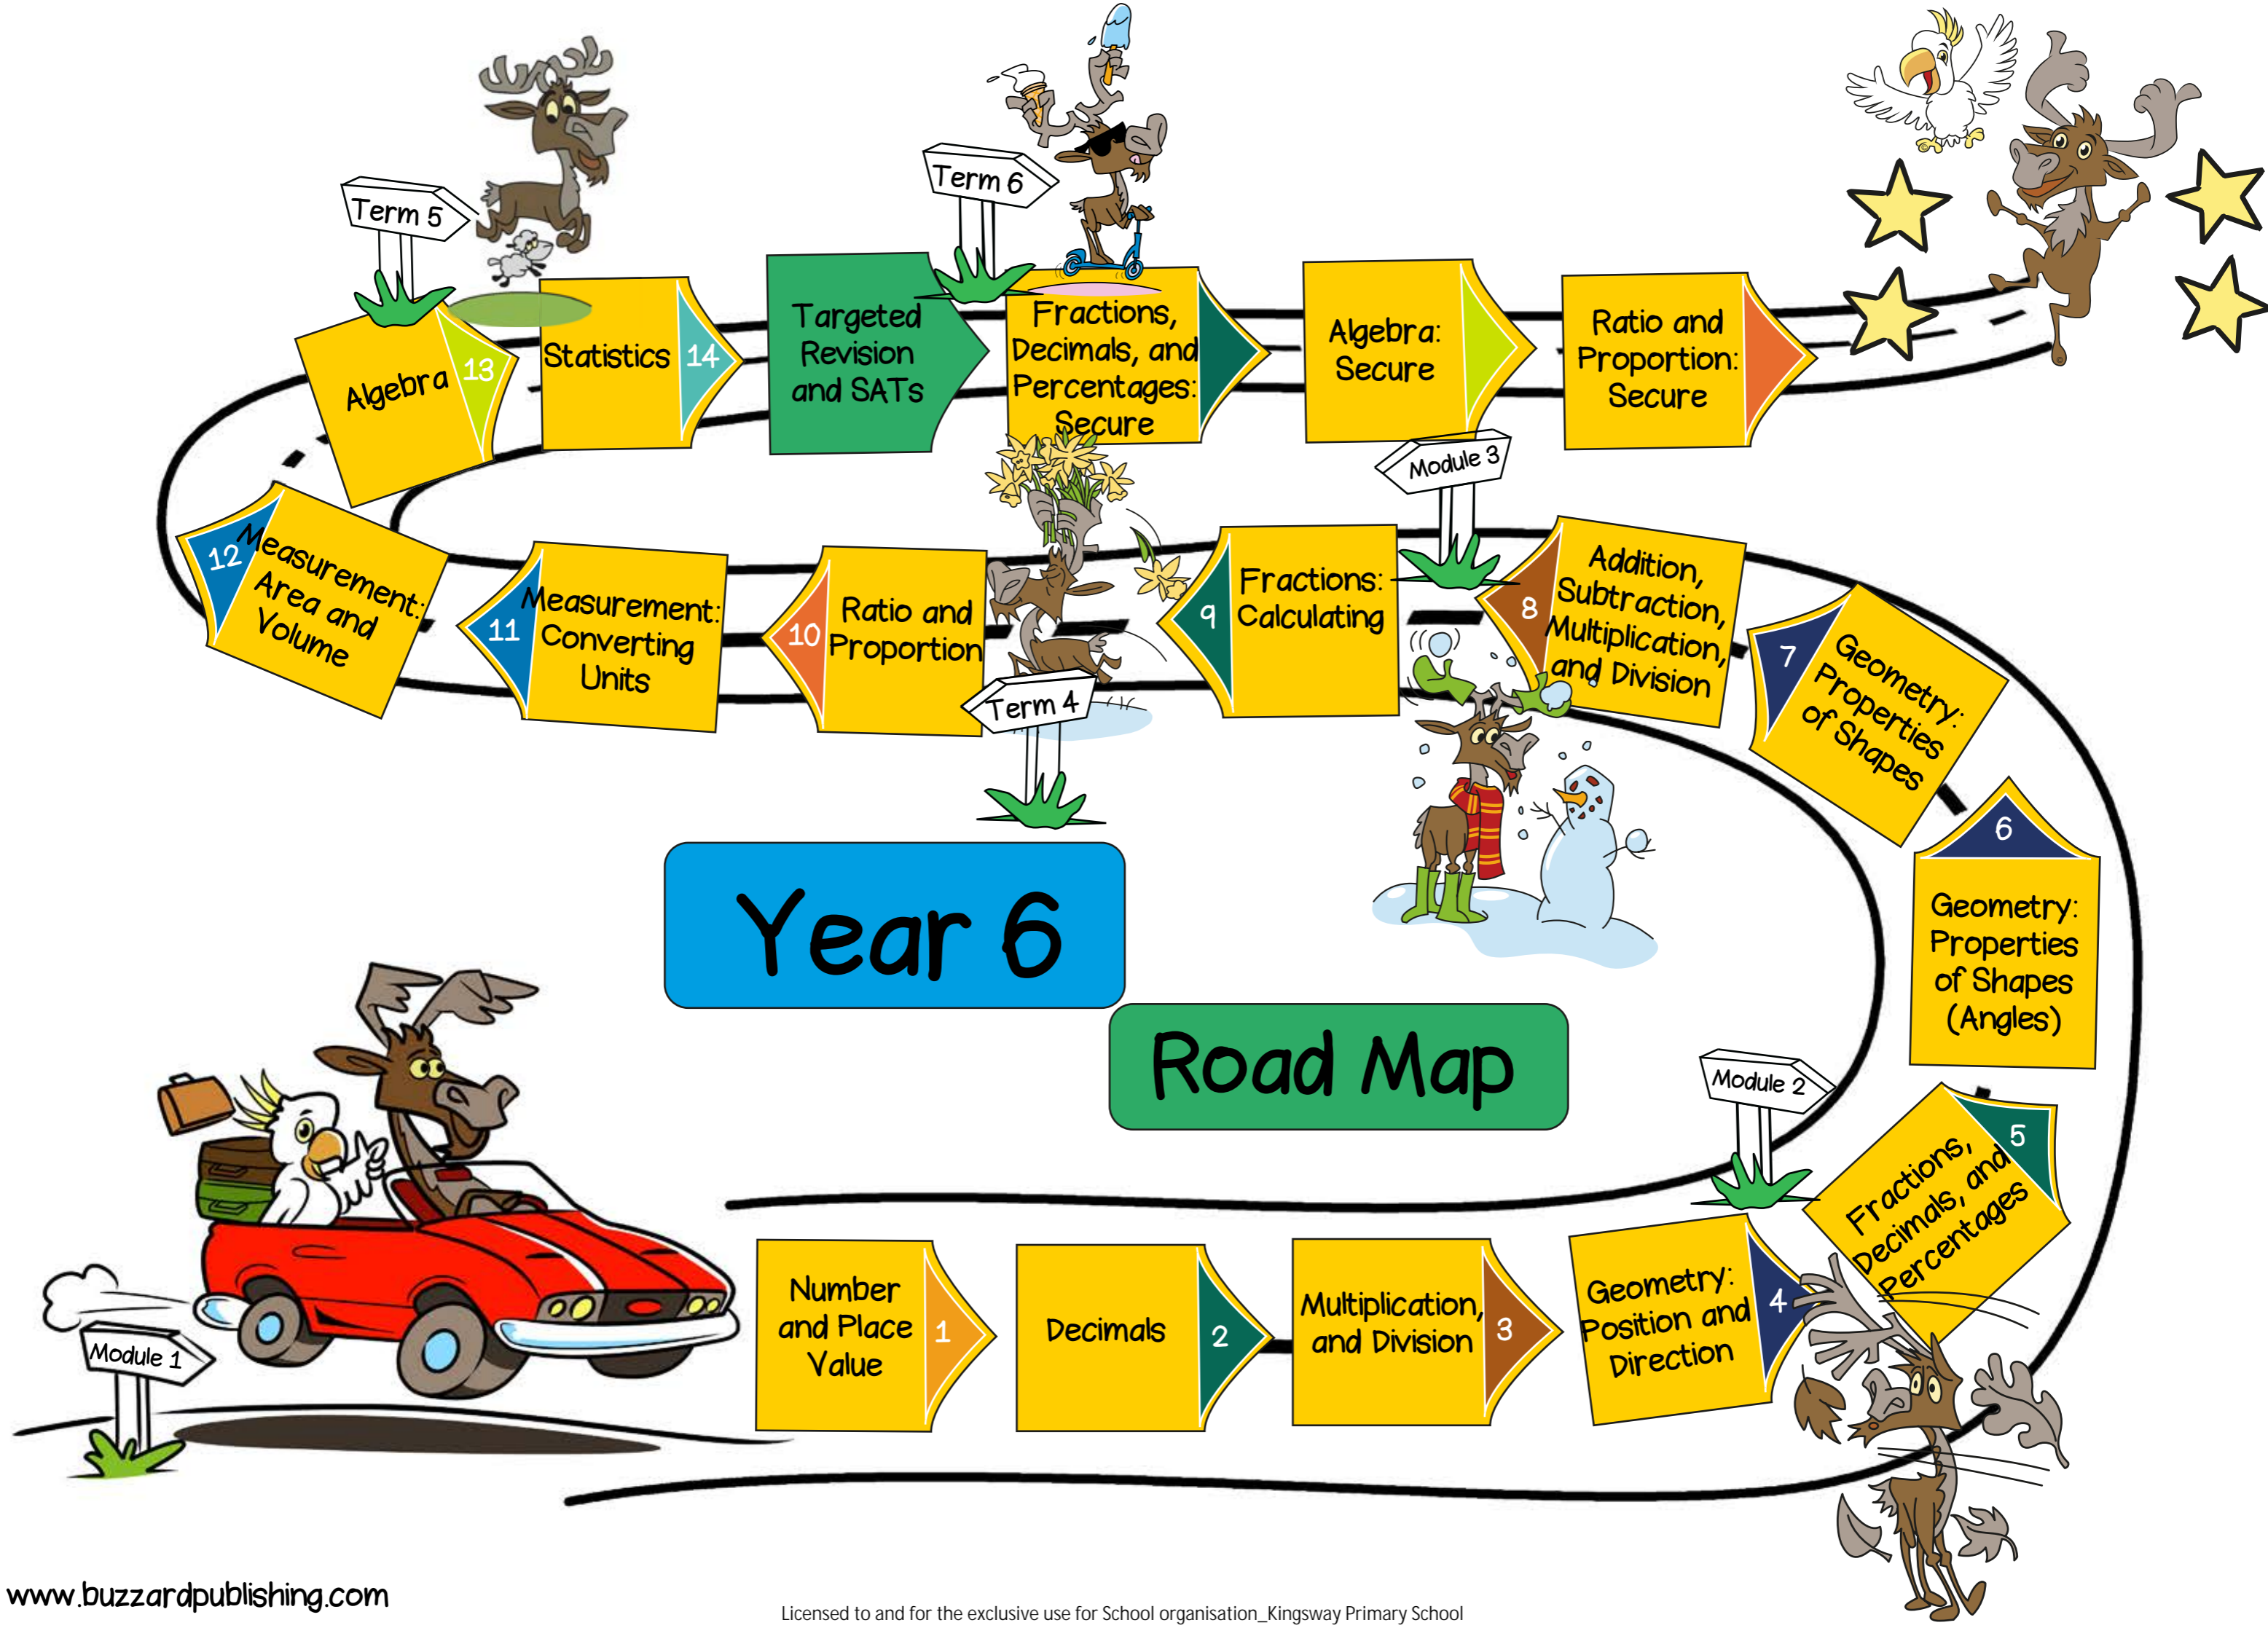 Term 5
Term 6
Algebra
13
Statistics
14
Targeted
Revision
and SATs
Fractions,
Decimals, and
Percentages:
Secure
Algebra:
Secure
Ratio and
Proportion:
Secure
Module 3
12
Measurement:
Area and
Volume
11
Measurement:
Converting
Units
10
Ratio and
Proportion
Term 4
9
Fractions:
Calculating
8
Addition,
Subtraction,
Multiplication,
and Division
7
Geometry:
Properties
of Shapes
6
Geometry:
Properties
of Shapes
(Angles)
Year 6
Road Map
Module 2
5
Fractions,
Decimals, and
Percentages
Module 1
Number
and Place
Value
1
Decimals
2
Multiplication,
and Division
3
Geometry:
Position and
Direction
4
www.buzzardpublishing.com
Licensed to and for the exclusive use for School organisation_Kingsway Primary School